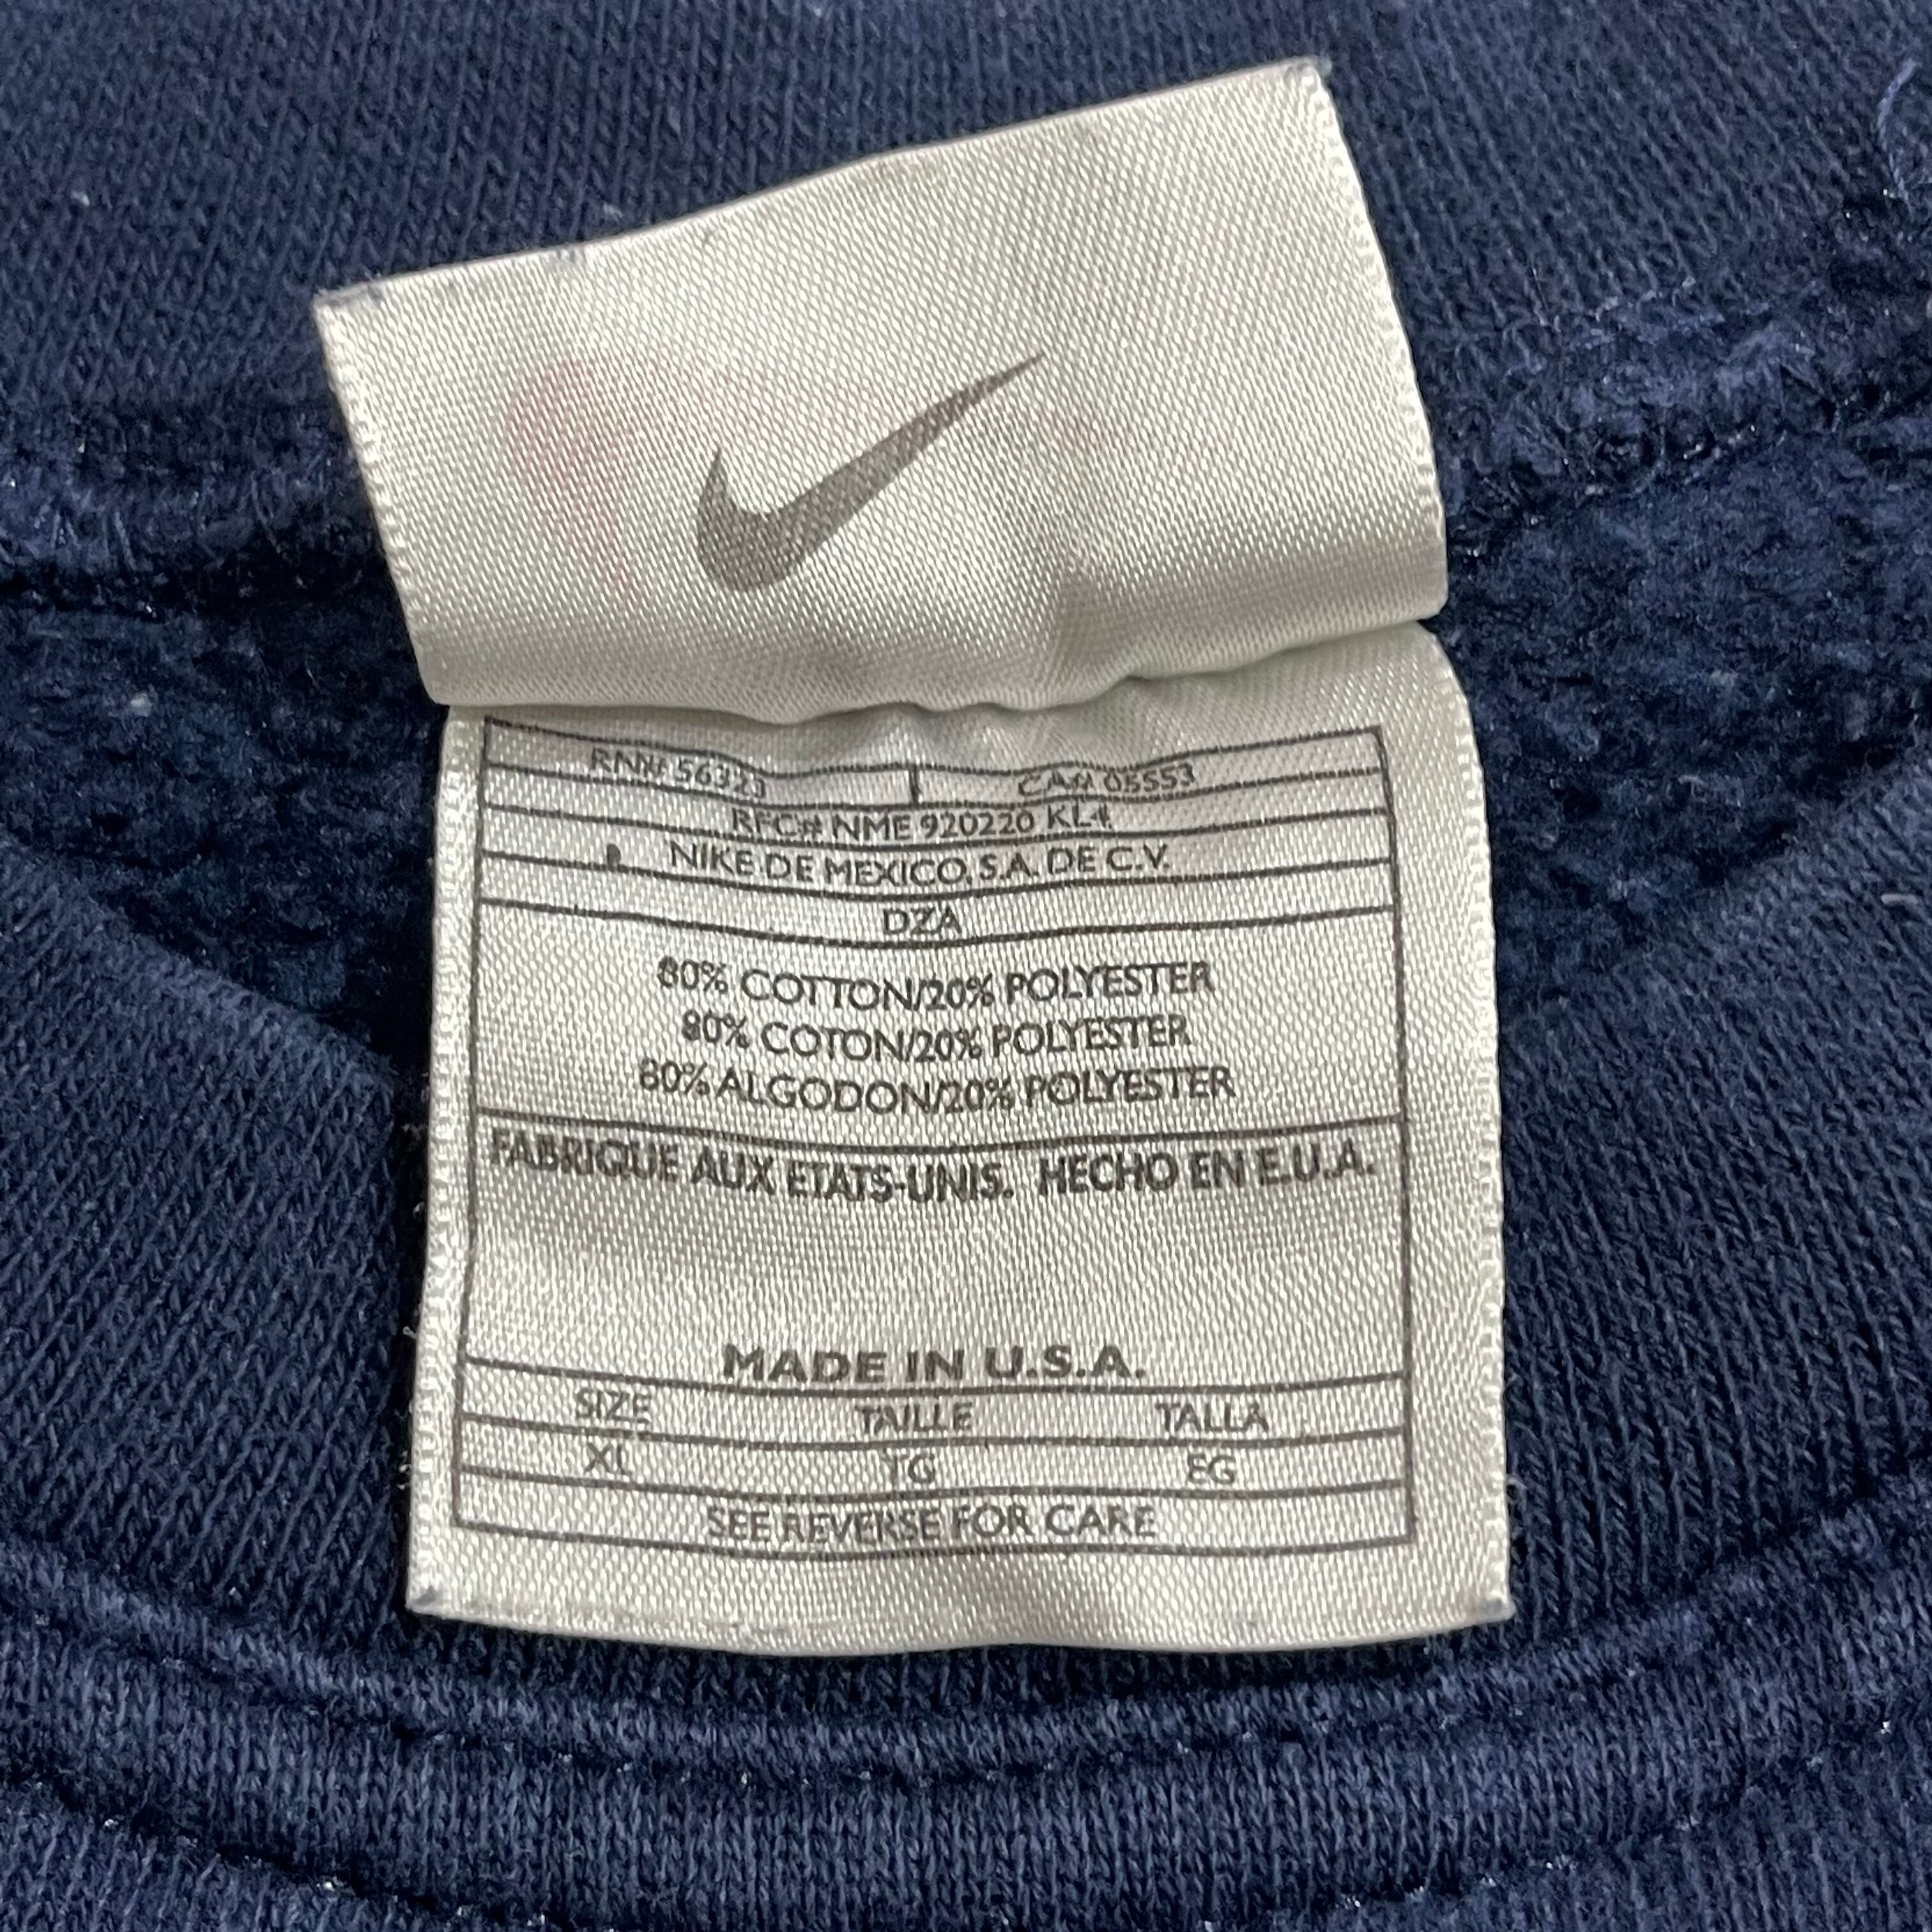 RN# 56323 CA# 05553
RFC# NME 920220 KL4
NIKE DE MEXICO, S.A. DE C.V.
DZA
80% COTTON/20% POLYESTER
80% COTON/20% POLYESTER
80% ALGODON/20% POLYESTER
FABRIQUE AUX ETATS-UNIS. HECHO EN E.U.A.
MADE IN U.S.A.
SIZE TAILLE TALLA
XL TG EG
SEE REVERSE FOR CARE